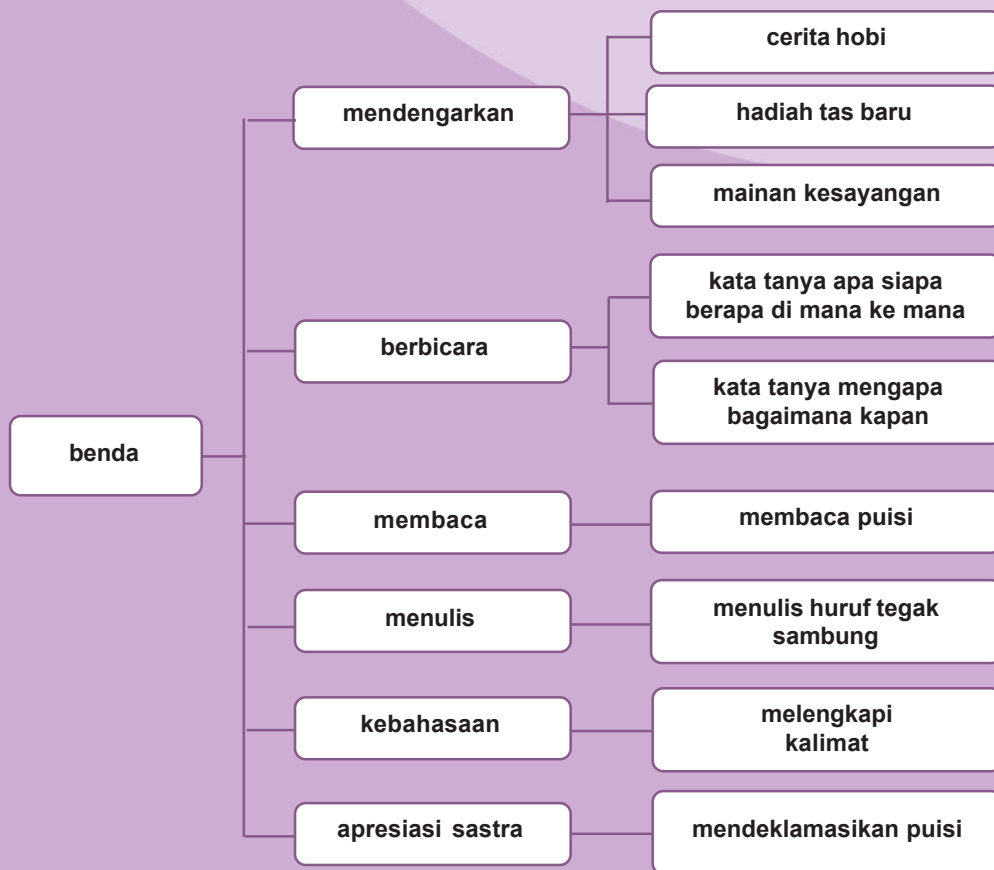 benda
mendengarkan
cerita hobi
hadiah tas baru
mainan kesayangan
berbicara
kata tanya apa siapa
berapa di mana ke mana
kata tanya mengapa
bagaimana kapan
membaca
membaca puisi
menulis
menulis huruf tegak
sambung
kebahasaan
melengkapi
kalimat
apresiasi sastra
mendeklamasikan puisi